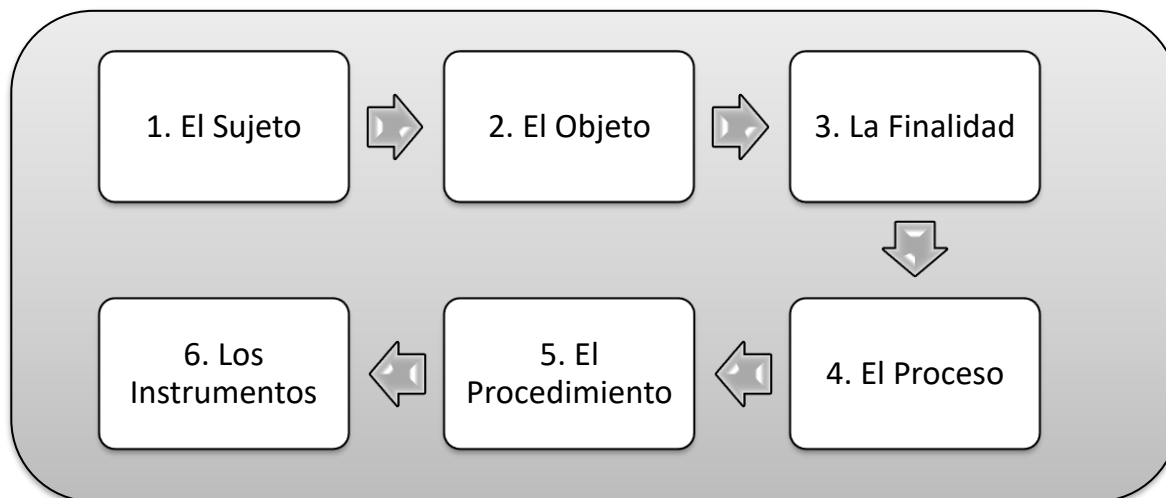 1. El Sujeto
2. El Objeto
3. La Finalidad
4. El Proceso
5. El
Procedimiento
6. Los
Instrumentos